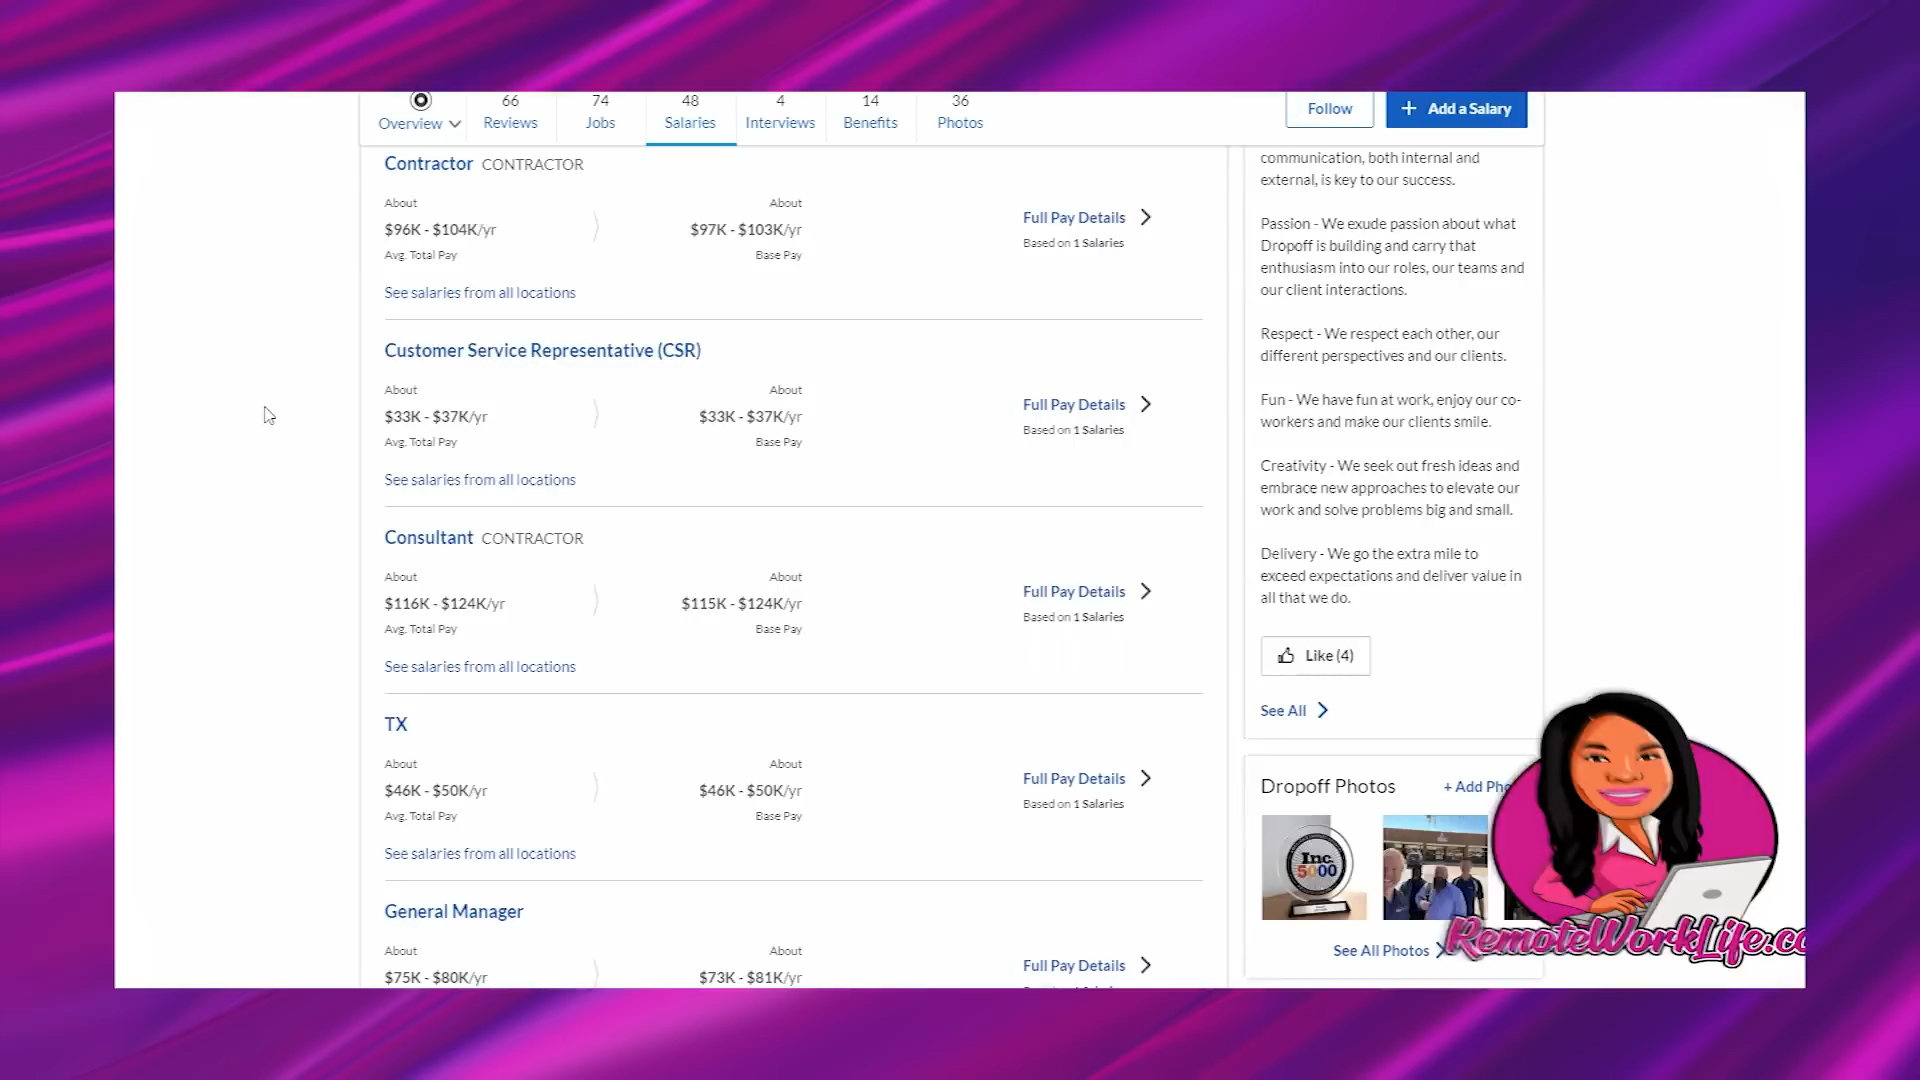 66
74
48
4
14
36
Overview
Reviews
Jobs
Salaries
Interviews
Benefits
Photos
Follow
+ Add a Salary
Contractor CONTRACTOR
About
About
$96K - $104K/yr
$97K - $103K/yr
Avg. Total Pay
Base Pay
Full Pay Details
Based on 1 Salaries
See salaries from all locations
Customer Service Representative (CSR)
About
About
$33K - $37K/yr
$33K - $37K/yr
Avg. Total Pay
Base Pay
Full Pay Details
Based on 1 Salaries
See salaries from all locations
Consultant CONTRACTOR
About
About
$116K - $124K/yr
$115K - $124K/yr
Avg. Total Pay
Base Pay
Full Pay Details
Based on 1 Salaries
See salaries from all locations
TX
About
About
$46K - $50K/yr
$46K - $50K/yr
Avg. Total Pay
Base Pay
Full Pay Details
Based on 1 Salaries
See salaries from all locations
General Manager
About
About
$75K - $80K/yr
$73K - $81K/yr
Full Pay Details
communication, both internal and
external, is key to our success.
Passion - We exude passion about what
Dropoff is building and carry that
enthusiasm into our roles, our teams and
our client interactions.
Respect - We respect each other, our
different perspectives and our clients.
Fun - We have fun at work, enjoy our co-
workers and make our clients smile.
Creativity - We seek out fresh ideas and
embrace new approaches to elevate our
work and solve problems big and small.
Delivery - We go the extra mile to
exceed expectations and deliver value in
all that we do.
Like (4)
See All
Dropoff Photos
+ Add Pho
Inc.
5000
See All Photos
RemoteWorkLife.co